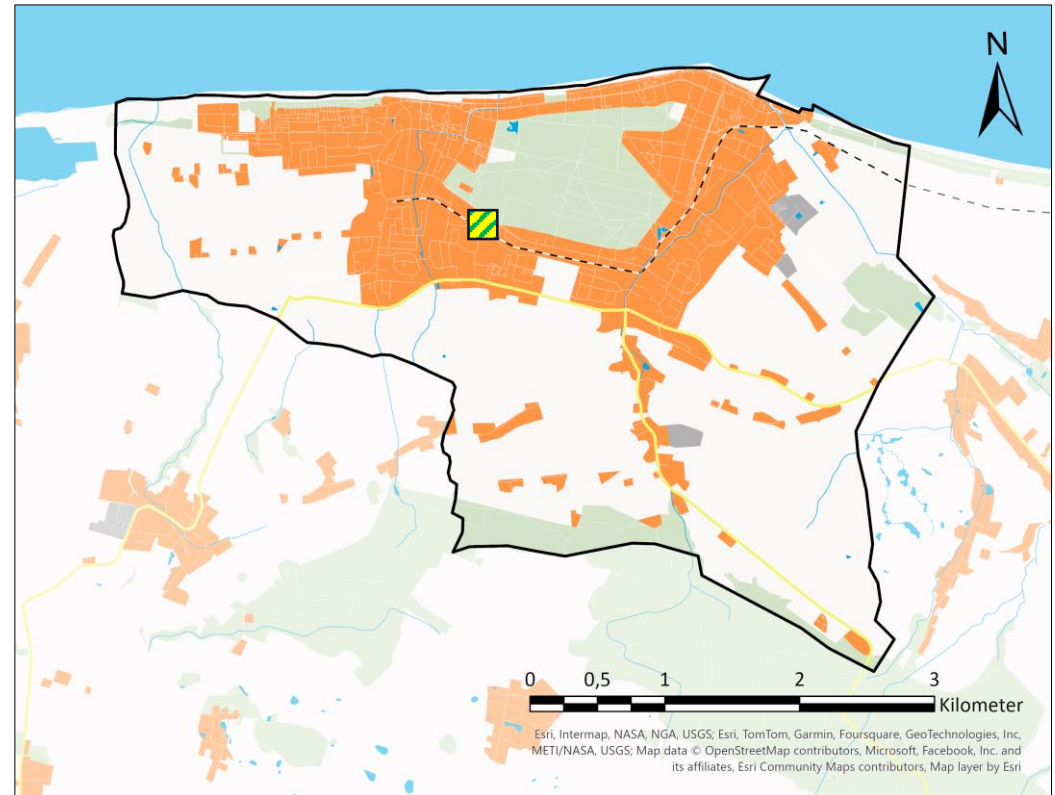 N
0 0,5 1 2 3
Kilometer
Esri, Intermap, NASA, NGA, USGS; Esri, TomTom, Garmin, Foursquare, GeoTechnologies, Inc,
METI/NASA, USGS; Map data © OpenStreetMap contributors, Microsoft, Facebook, Inc. and
its affiliates, Esri Community Maps contributors, Map layer by Esri